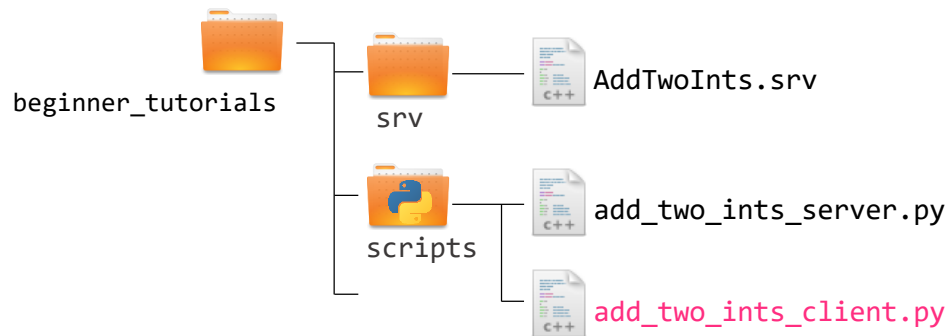 beginner_tutorials
srv
C++
AddTwoInts.srv
scripts
C++
add_two_ints_server.py
C++
add_two_ints_client.py